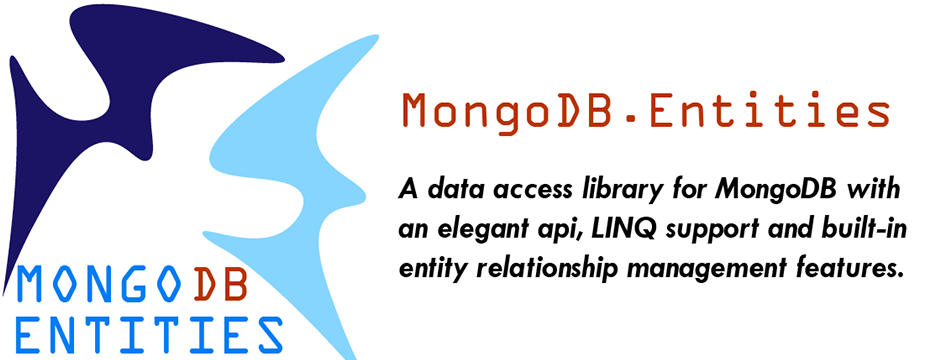 MONGODB
ENTITIES
MongoDB.Entities
A data access library for MongoDB with
an elegant api, LINQ support and built-in
entity relationship management features.